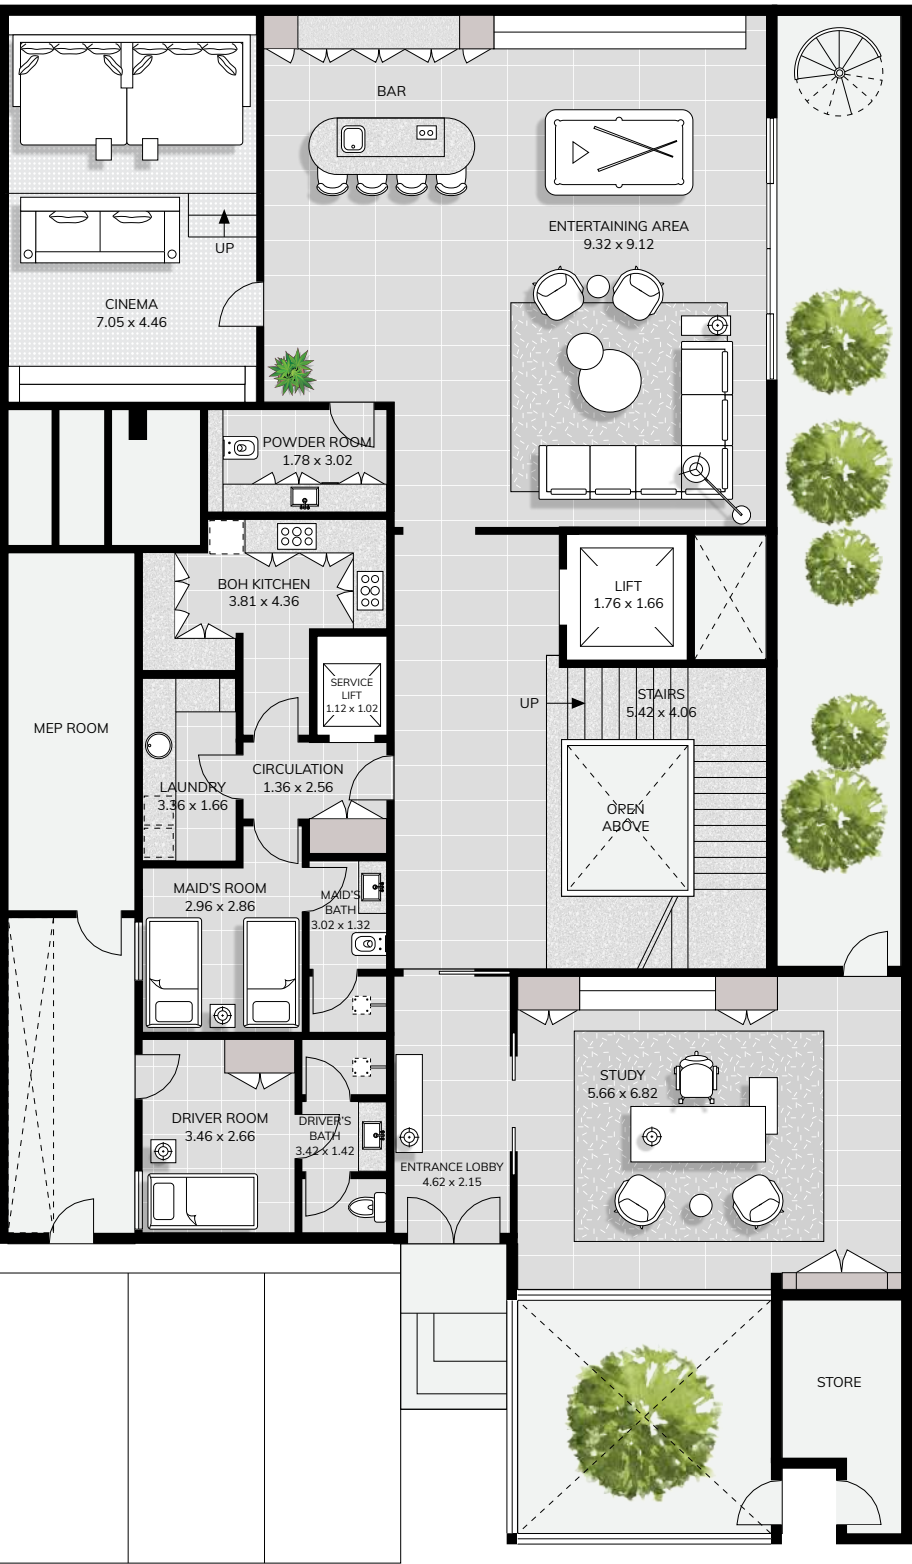 BAR
ENTERTAINING AREA
9.32 x 9.12
UP
CINEMA
7.05 x 4.46
POWDER ROOM
1.78 x 3.02
BOH KITCHEN
3.81 x 4.36
LIFT
1.76 x 1.66
SERVICE
LIFT
1.12 x 1.02
STAIRS
5.42 x 4.06
UP
MEP ROOM
CIRCULATION
1.36 x 2.56
LAUNDRY
3.36 x 1.66
OPEN
ABOVE
MAID'S ROOM
2.96 x 2.86
MAID'S
BATH
3.02 x 1.32
STUDY
5.66 x 6.82
DRIVER ROOM
3.46 x 2.66
DRIVER'S
BATH
3.42 x 1.42
ENTRANCE LOBBY
4.62 x 2.15
STORE